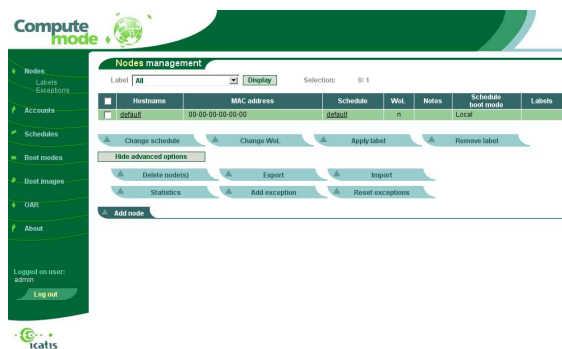 Compute
mode
Nodes management
Nodes
Labels
Exceptions
Accounts
Schedules
Boot modes
Boot images
OAR
About
Logged on user:
admin
Log out
icatis
Label All Display Selection: 0/ 1
Hostname MAC address Schedule WoL Notes Schedule boot mode Labels
default 00-00-00-00-00-00 default n Local
Change schedule Change WoL Apply label Remove label
Hide advanced options
Delete node(s) Export Import
Statistics Add exception Reset exceptions
Add node